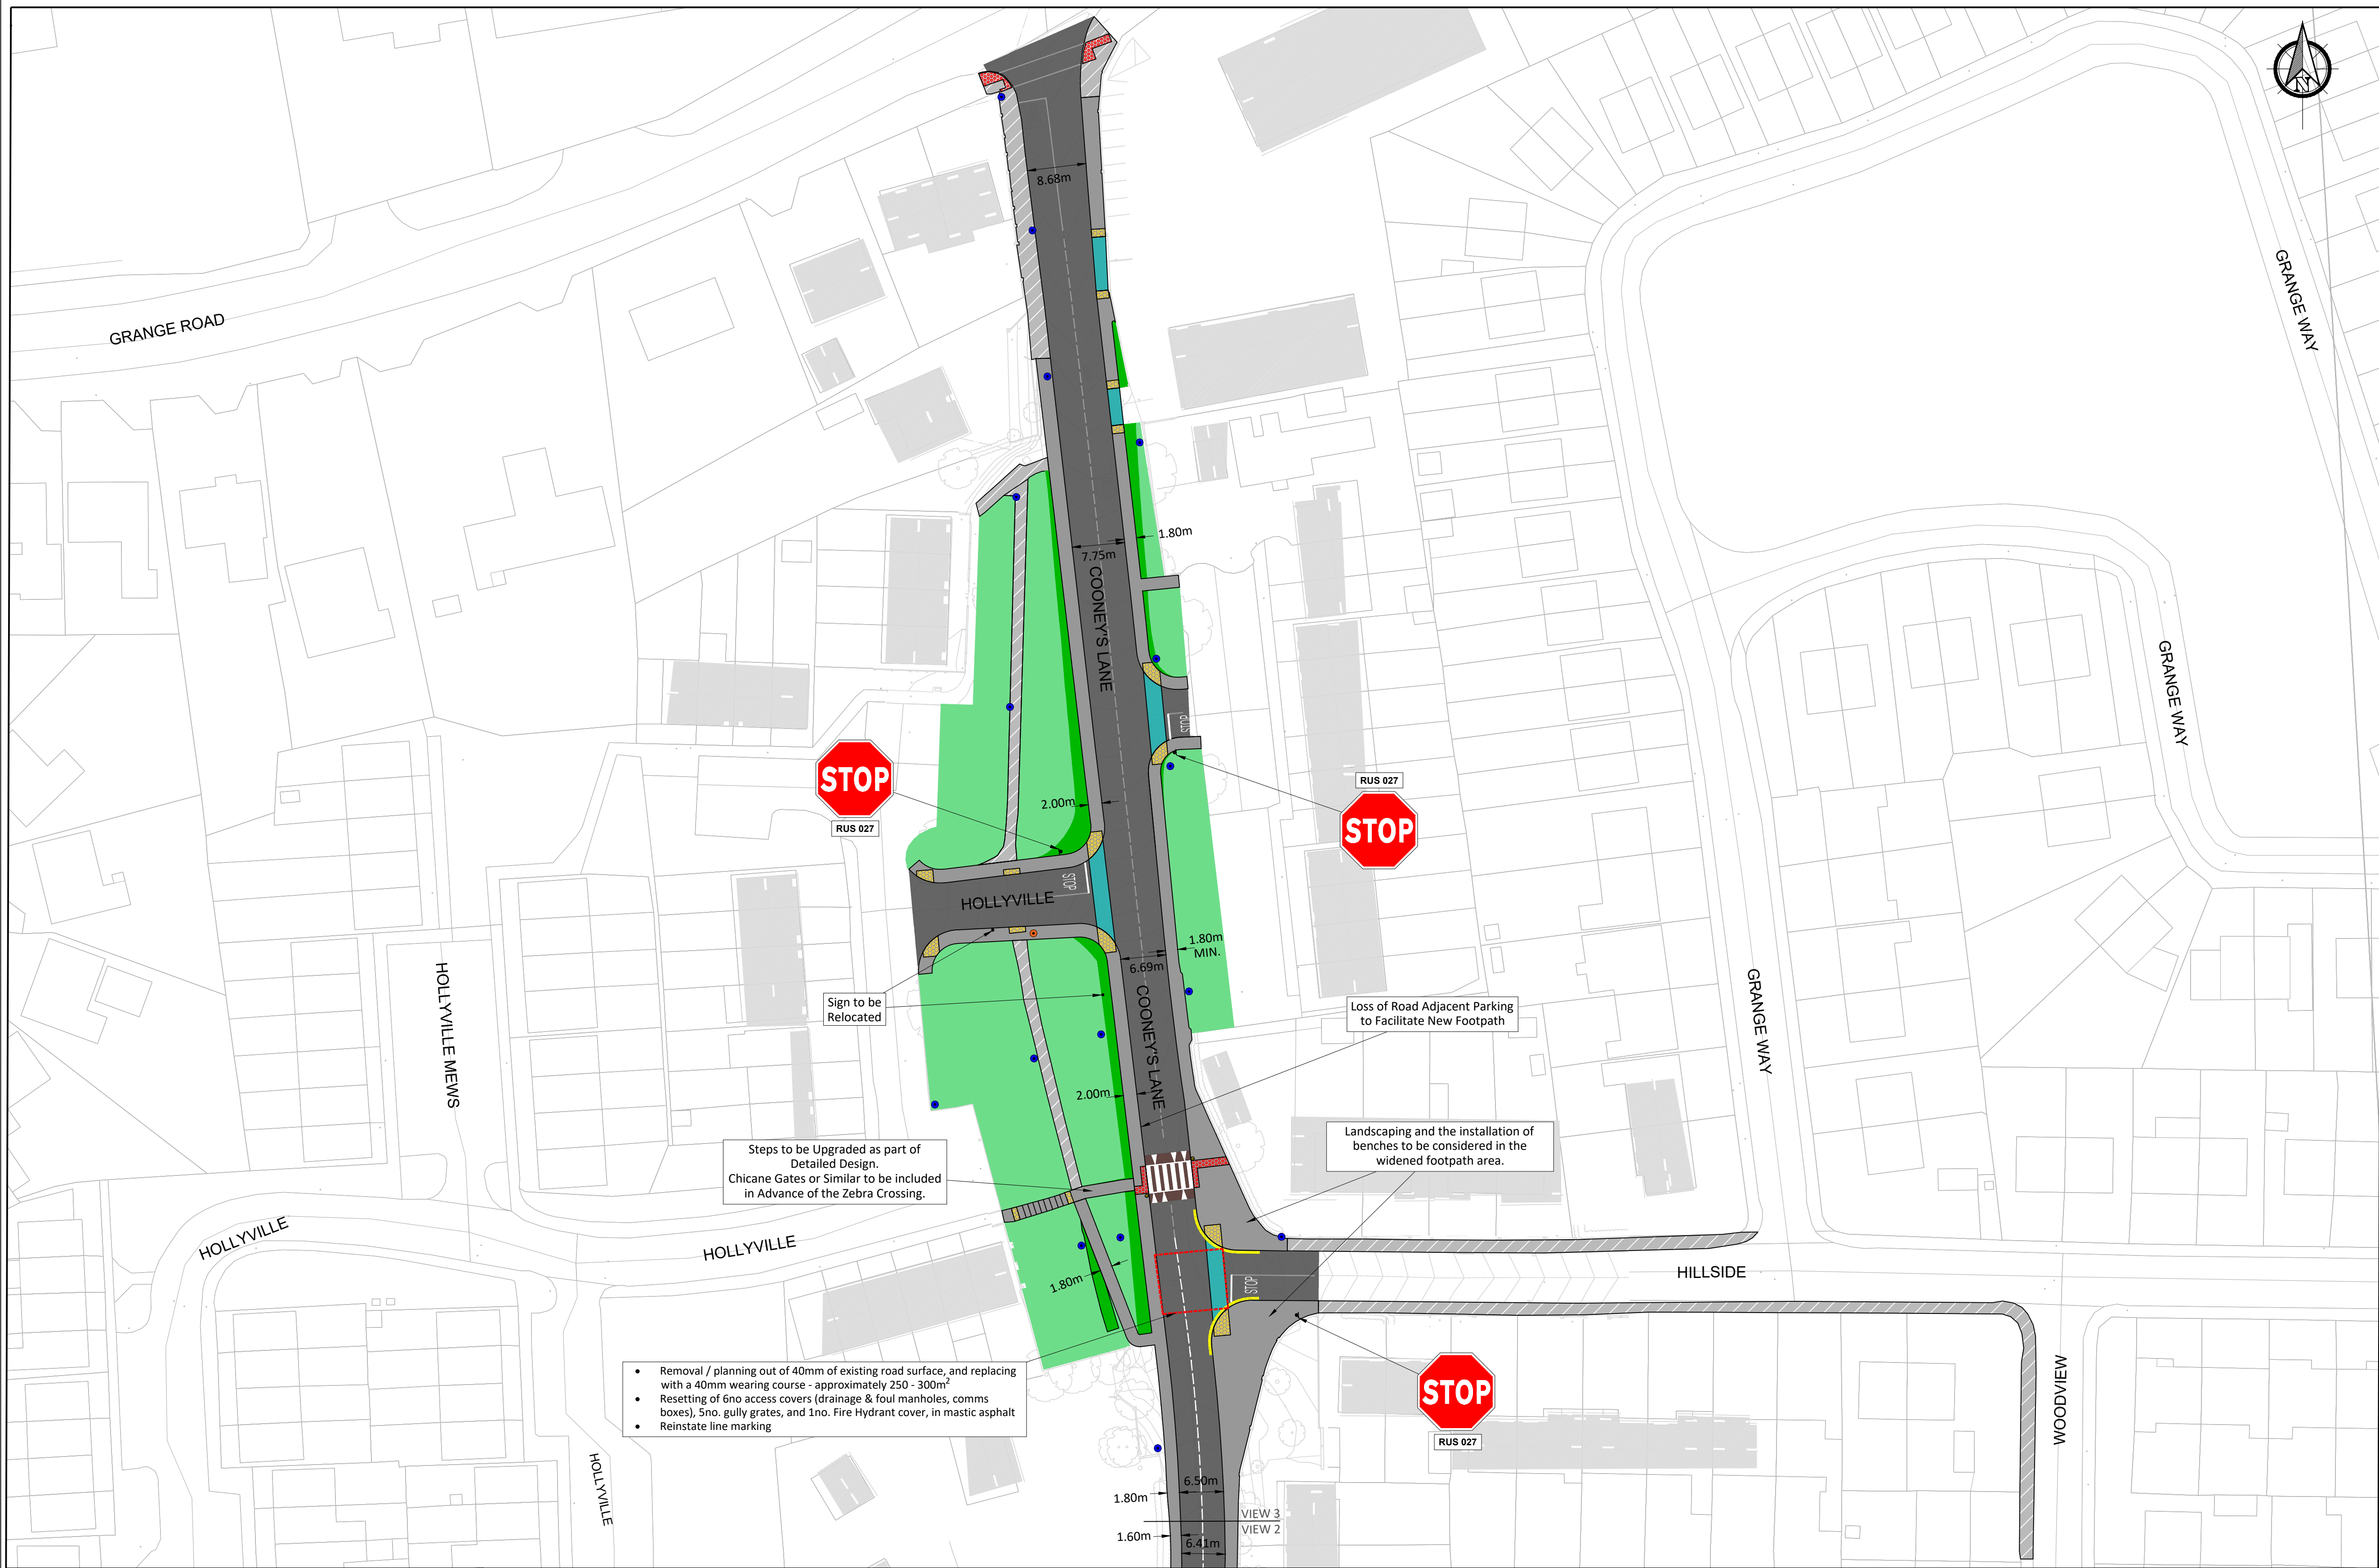 N
8.68m
GRANGE ROAD
GRANGE WAY
1.80m
7.75m
COONEY'S LANE
GRANGE WAY
STOP
STOP
RUS 027
RUS 027
STOP
2.00m
STOP
HOLLYVILLE
1.80m
MIN.
6.69m
COONEY'S LANE
Sign to be
Relocated
Loss of Road Adjacent Parking
to Facilitate New Footpath
HOLLYVILLE MEWS
GRANGE WAY
2.00m
Steps to be Upgraded as part of
Detailed Design.
Chicane Gates or Similar to be included
in Advance of the Zebra Crossing.
Landscaping and the installation of
benches to be considered in the
widened footpath area.
HOLLYVILLE
HOLLYVILLE
1.80m
STOP
HILLSIDE
• Removal / planning out of 40mm of existing road surface, and replacing
with a 40mm wearing course - approximately 250 - 300m²
• Resetting of 6no access covers (drainage & foul manholes, comms
boxes), 5no. gully grates, and 1no. Fire Hydrant cover, in mastic asphalt
• Reinstate line marking
STOP
RUS 027
WOODVIEW
HOLLYVILLE
6.50m
1.80m
VIEW 3
VIEW 2
1.60m
6.41m